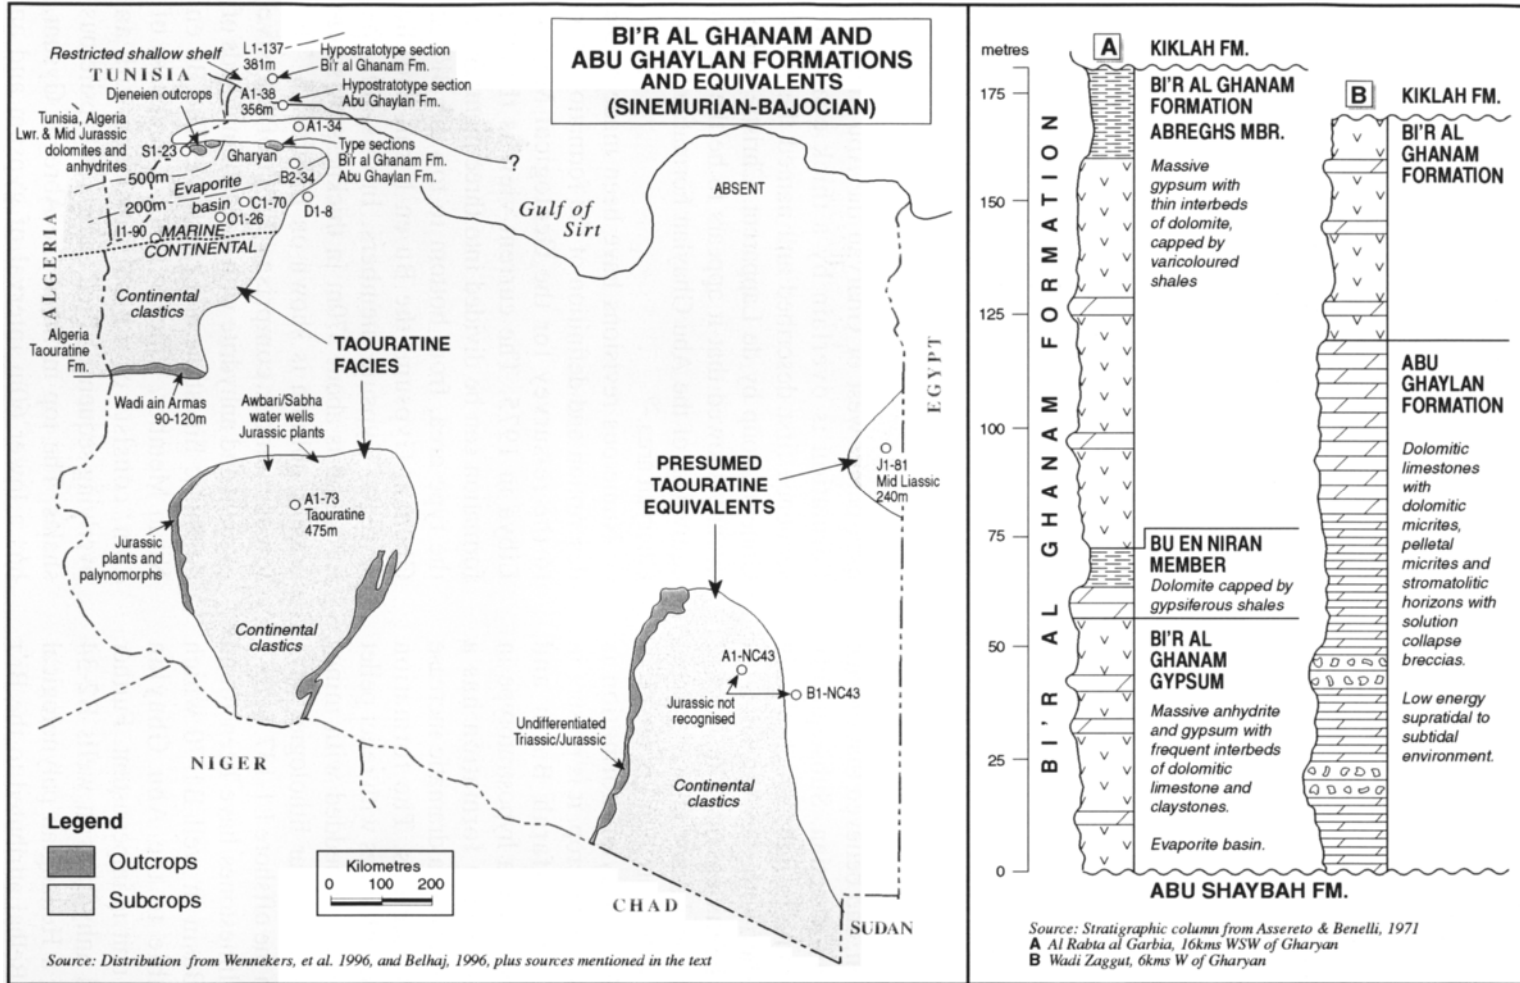 BI'R AL GHANAM AND
ABU GHAYLAN FORMATIONS
AND EQUIVALENTS
(SINEMURIAN-BAJOCIAN)
Restricted shallow shelf
TUNISIA
Djeneien outcrops
Tunisia, Algeria
Lwr. & Mid Jurassic
dolomites and
anhydrites
L1-137
381m
Hypostratotype section
Bi'r al Ghanam Fm.
A1-38
356m
Hypostratotype section
Abu Ghaylan Fm.
A1-34
S1-23
Gharyan
Type sections
Bi'r al Ghanam Fm.
Abu Ghaylan Fm.
?
500m
Evaporite
basin
B2-34
200m
C1-70
D1-8
O1-26
I1-90
MARINE
CONTINENTAL
Gulf of
Sirt
ABSENT
ALGERIA
Continental
clastics
Algeria
Taouratine
Fm.
TAOURATINE
FACIES
Wadi ain Armas
90-120m
Awbari/Sabha
water wells
Jurassic plants
EGYPT
A1-73
Taouratine
475m
Jurassic
plants and
palynomorphs
Continental
clastics
PRESUMED
TAOURATINE
EQUIVALENTS
J1-81
Mid Liassic
240m
A1-NC43
B1-NC43
Jurassic not
recognised
Undifferentiated
Triassic/Jurassic
Continental
clastics
NIGER
CHAD
SUDAN
Legend
Outcrops
Subcrops
Kilometres
0 100 200
Source: Distribution from Wennekers, et al. 1996, and Belhaj, 1996, plus sources mentioned in the text
metres
175
150
125
100
75
50
25
0
BI'R AL GHANAM FORMATION
A
KIKLAH FM.
BI'R AL GHANAM
FORMATION
ABREGHS MBR.
Massive
gypsum with
thin interbeds
of dolomite,
capped by
varicoloured
shales
BU EN NIRAN
MEMBER
Dolomite capped by
gypsiferous shales
BI'R AL
GHANAM
GYPSUM
Massive anhydrite
and gypsum with
frequent interbeds
of dolomitic
limestone and
claystones.
Evaporite basin.
B
KIKLAH FM.
BI'R AL
GHANAM
FORMATION
ABU
GHAYLAN
FORMATION
Dolomitic
limestones
with
dolomitic
micrites,
pelletal
micrites and
stromatolitic
horizons with
solution
collapse
breccias.
Low energy
supratidal to
subtidal
environment.
ABU SHAYBAH FM.
Source: Stratigraphic column from Assereto & Benelli, 1971
A Al Rabta al Garbia, 16kms WSW of Gharyan
B Wadi Zaggut, 6kms W of Gharyan